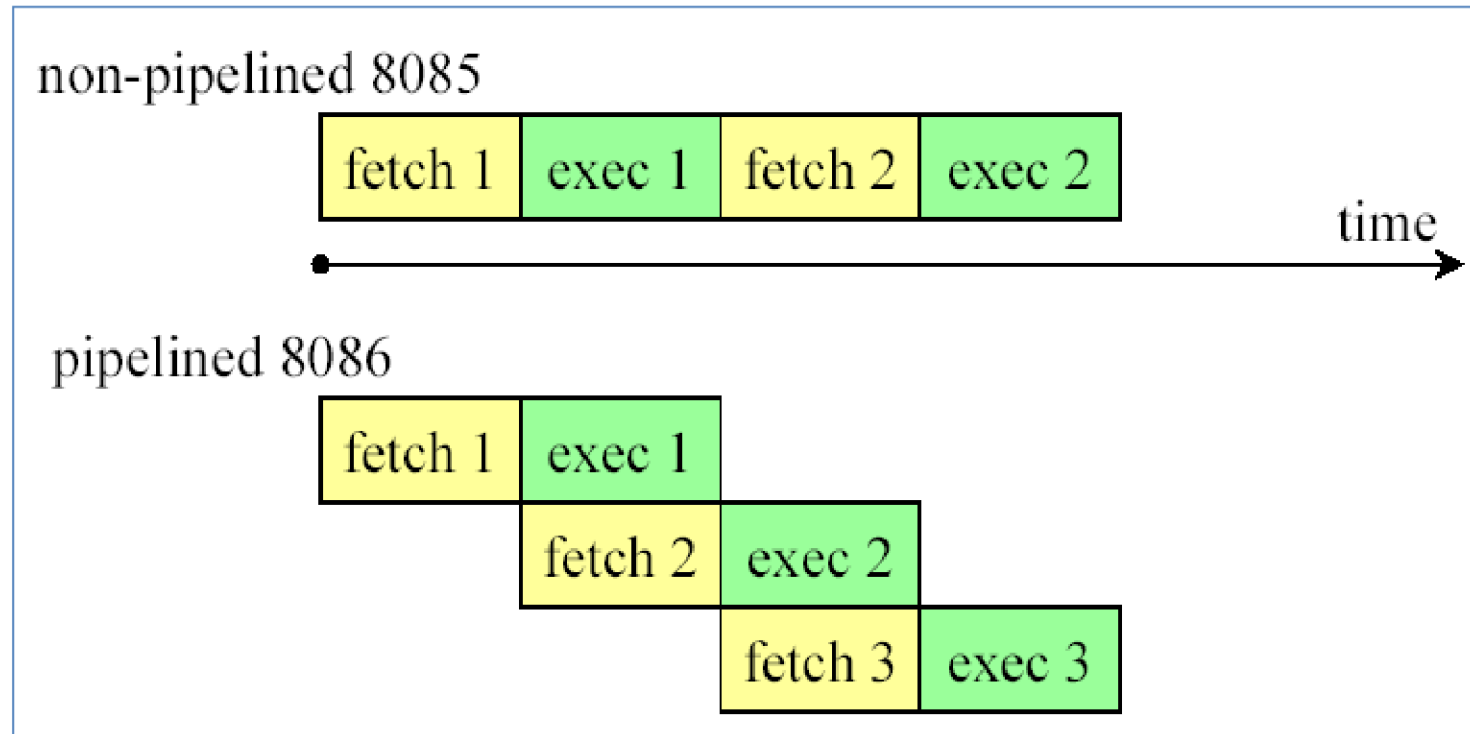 non-pipelined 8085
fetch 1 exec 1 fetch 2 exec 2
time
pipelined 8086
fetch 1 exec 1
fetch 2 exec 2
fetch 3 exec 3